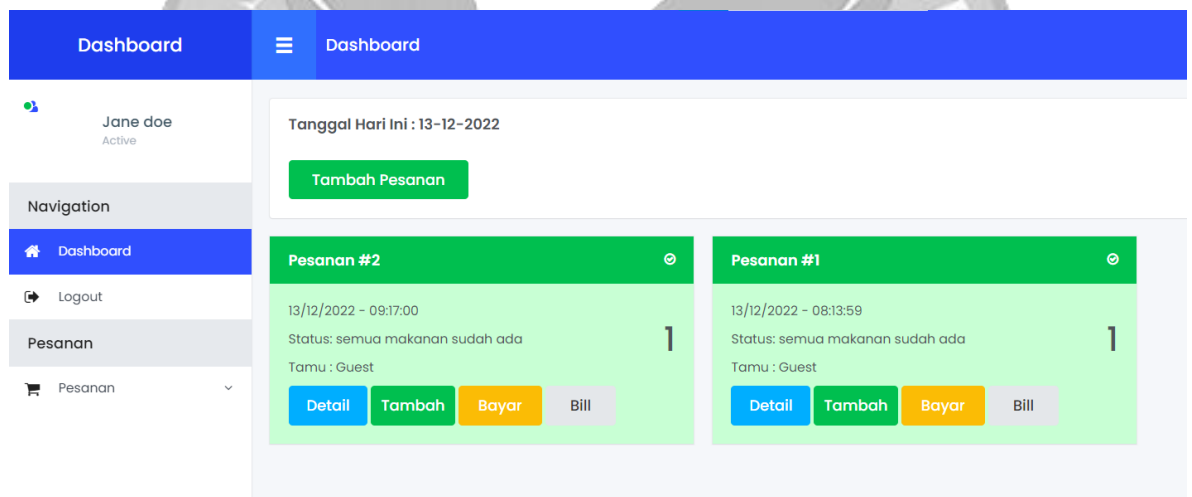 Dashboard
Dashboard
Jane doe
Active
Navigation
Dashboard
Logout
Pesanan
Pesanan
Tanggal Hari Ini : 13-12-2022
Tambah Pesanan
Pesanan #2
13/12/2022 - 09:17:00
Status: semua makanan sudah ada
1
Tamu : Guest
Detail Tambah Bayar Bill
Pesanan #1
13/12/2022 - 08:13:59
Status: semua makanan sudah ada
1
Tamu : Guest
Detail Tambah Bayar Bill